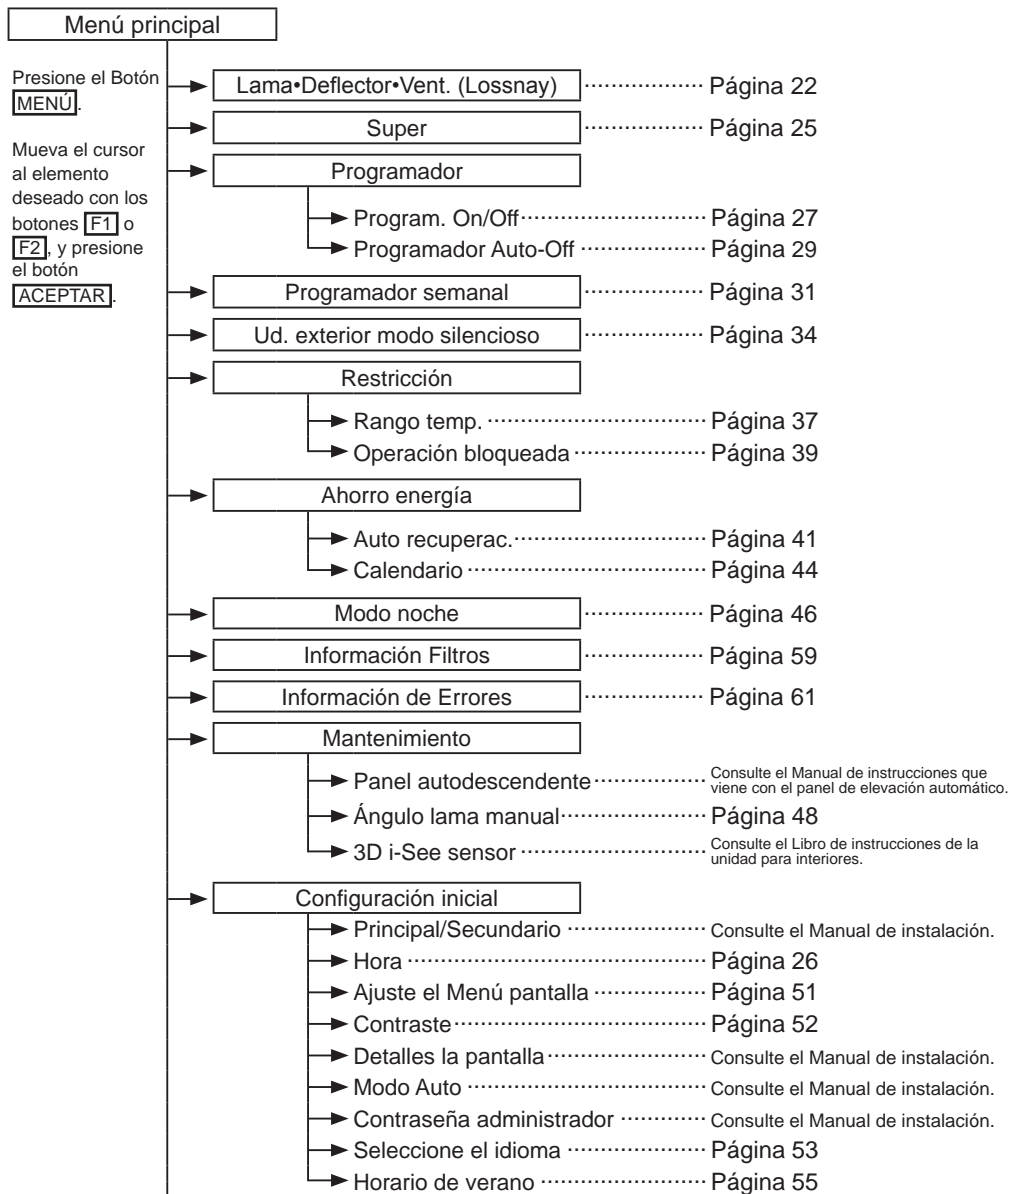 Menú principal
Presione el Botón
MENÚ.
Mueva el cursor
al elemento
deseado con los
botones F1 o
F2, y presione
el botón
ACEPTAR.
Lama•Deflector•Vent. (Lossnay) ·················· Página 22
Super ·················· Página 25
Programador
Program. On/Off···························· Página 27
Programador Auto-Off ··················· Página 29
Programador semanal ·················· Página 31
Ud. exterior modo silencioso ·················· Página 34
Restricción
Rango temp. ································· Página 37
Operación bloqueada ···················· Página 39
Ahorro energía
Auto recuperac.····························· Página 41
Calendario ···································· Página 44
Modo noche ·················· Página 46
Información Filtros ·················· Página 59
Información de Errores ·················· Página 61
Mantenimiento
Panel autodescendente ················· Consulte el Manual de instrucciones que
viene con el panel de elevación automático.
Ángulo lama manual······················ Página 48
3D i-See sensor ···························· Consulte el Libro de instrucciones de la
unidad para interiores.
Configuración inicial
Principal/Secundario ····················· Consulte el Manual de instalación.
Hora ············································· Página 26
Ajuste el Menú pantalla ················· Página 51
Contraste······································ Página 52
Detalles la pantalla························· Consulte el Manual de instalación.
Modo Auto ···································· Consulte el Manual de instalación.
Contraseña administrador ············· Consulte el Manual de instalación.
Seleccione el idioma ····················· Página 53
Horario de verano ························· Página 55